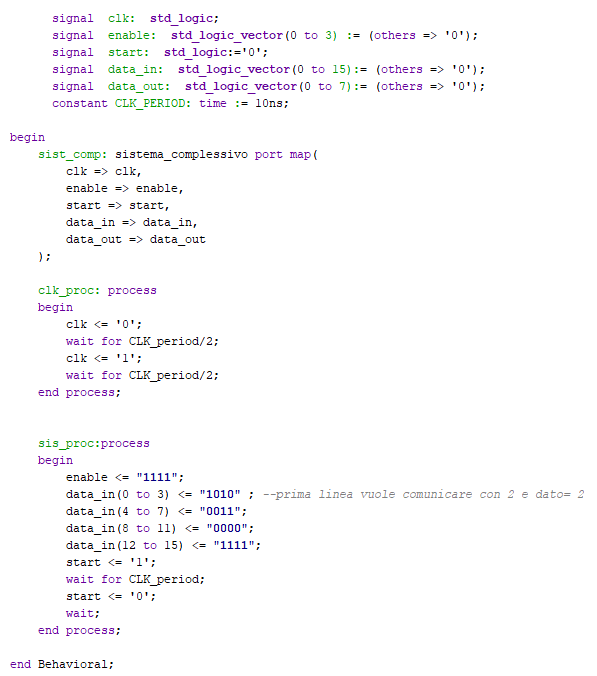 signal  clk:  std_logic;
signal  enable:  std_logic_vector(0 to 3) := (others => '0');
signal  start:  std_logic:='0';
signal  data_in:  std_logic_vector(0 to 15):= (others => '0');
signal  data_out:  std_logic_vector(0 to 7):= (others => '0');
constant CLK_PERIOD: time := 10ns;
begin
sist_comp: sistema_complessivo port map(
clk => clk,
enable => enable,
start => start,
data_in => data_in,
data_out => data_out
);
clk_proc: process
begin
clk <= '0';
wait for CLK_period/2;
clk <= '1';
wait for CLK_period/2;
end process;
sis_proc:process
begin
enable <= "1111";
data_in(0 to 3) <= "1010" ; --prima linea vuole comunicare con 2 e dato= 2
data_in(4 to 7) <= "0011";
data_in(8 to 11) <= "0000";
data_in(12 to 15) <= "1111";
start <= '1';
wait for CLK_period;
start <= '0';
wait;
end process;
end Behavioral;